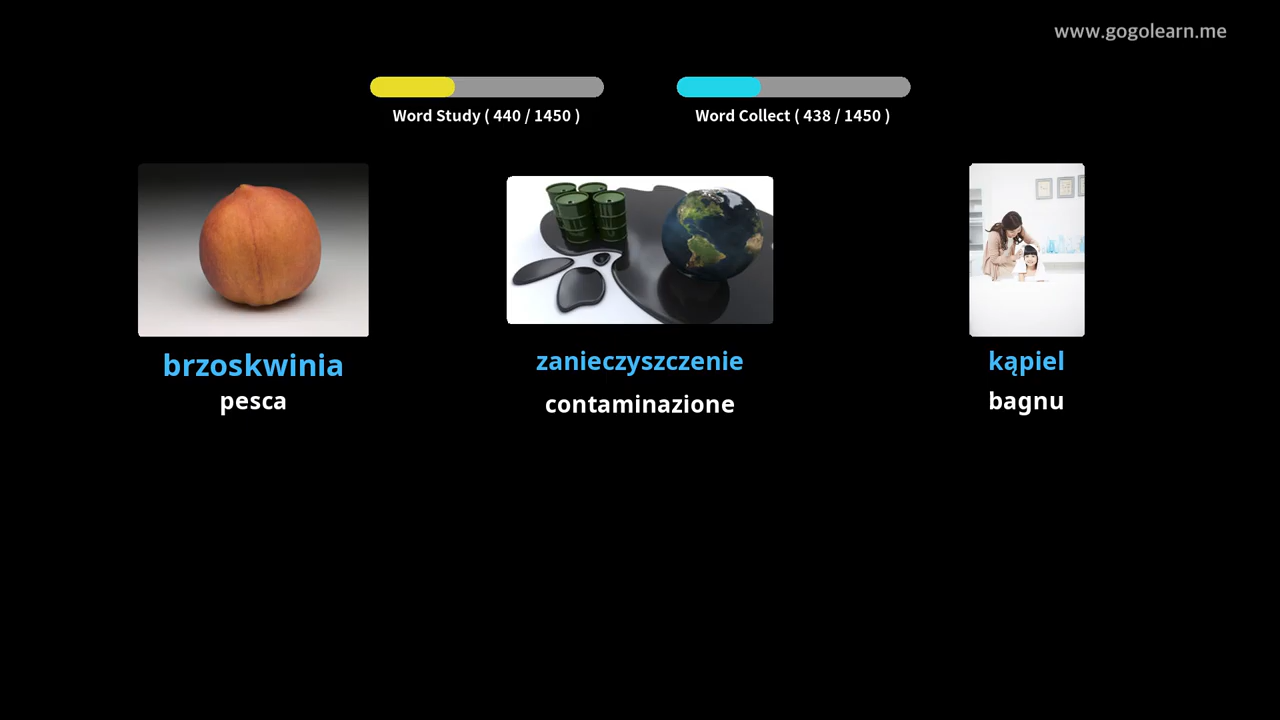 www.gogolearn.me
Word Study ( 440 / 1450 )
Word Collect ( 438 / 1450 )
brzoskwinia
pesca
zanieczyszczenie
contaminazione
kąpiel
bagnu